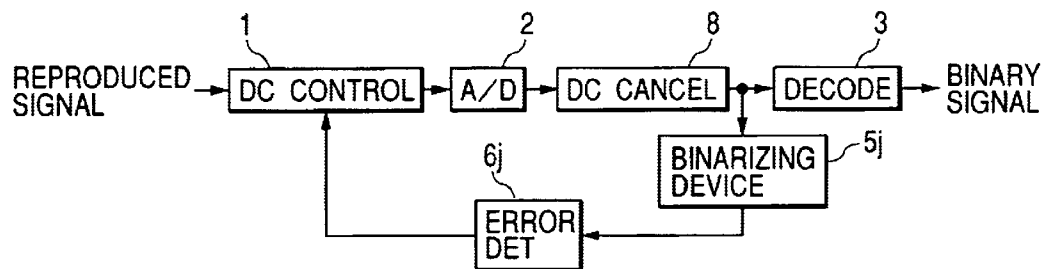 1
2
8
3
REPRODUCED
SIGNAL
DC CONTROL
A/D
DC CANCEL
DECODE
BINARY
SIGNAL
6j
BINARIZING
DEVICE
5j
ERROR
DET